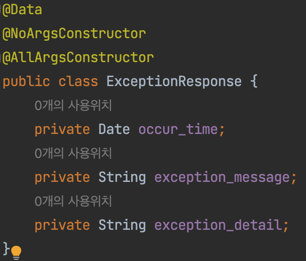 @Data
@NoArgsConstructor
@AllArgsConstructor
public class ExceptionResponse {
0개의 사용위치
private Date occur_time;
0개의 사용위치
private String exception_message;
0개의 사용위치
private String exception_detail;
}